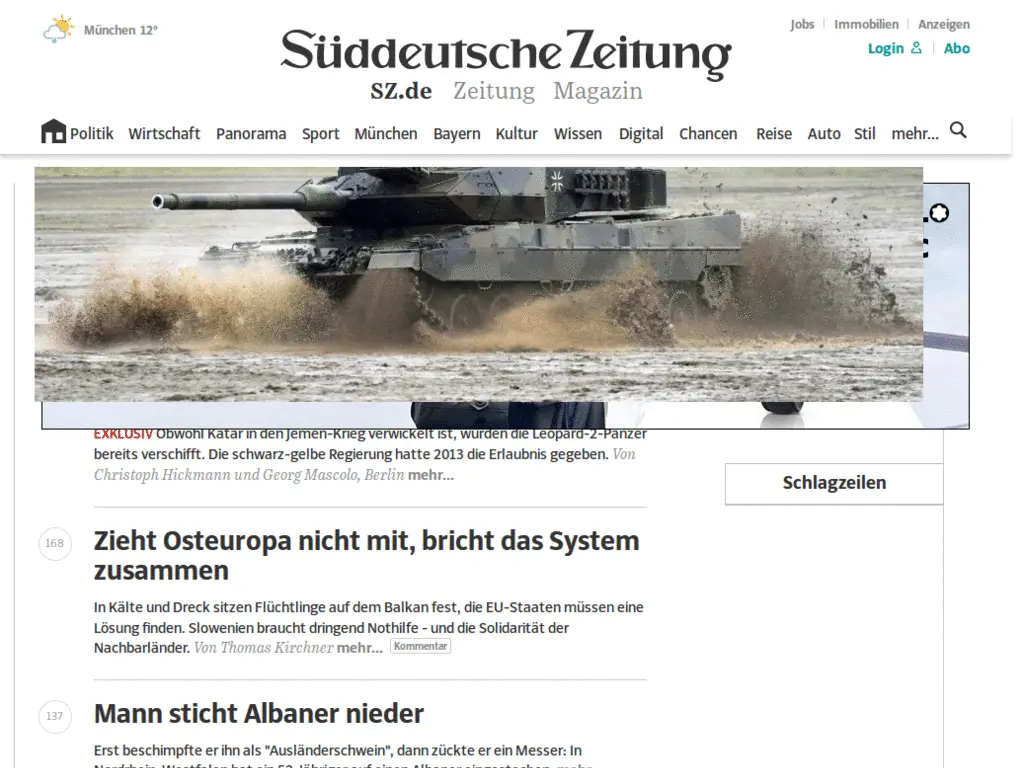 München 12°
Jobs Immobilien Anzeigen
Login Abo
Süddeutsche Zeitung
SZ.de Zeitung Magazin
Politik Wirtschaft Panorama Sport München Bayern Kultur Wissen Digital Chancen Reise Auto Stil mehr...
EXKLUSIV Obwohl Katar in den Jemen-Krieg verwickelt ist, wurden die Leopard-2-Panzer
bereits verschifft. Die schwarz-gelbe Regierung hatte 2013 die Erlaubnis gegeben. Von
Christoph Hickmann und Georg Mascolo, Berlin mehr...
Schlagzeilen
168
Zieht Osteuropa nicht mit, bricht das System
zusammen
In Kälte und Dreck sitzen Flüchtlinge auf dem Balkan fest, die EU-Staaten müssen eine
Lösung finden. Slowenien braucht dringend Nothilfe - und die Solidarität der
Nachbarländer. Von Thomas Kirchner mehr... Kommentar
137
Mann sticht Albaner nieder
Erst beschimpfte er ihn als "Ausländerschwein", dann zückte er ein Messer: In